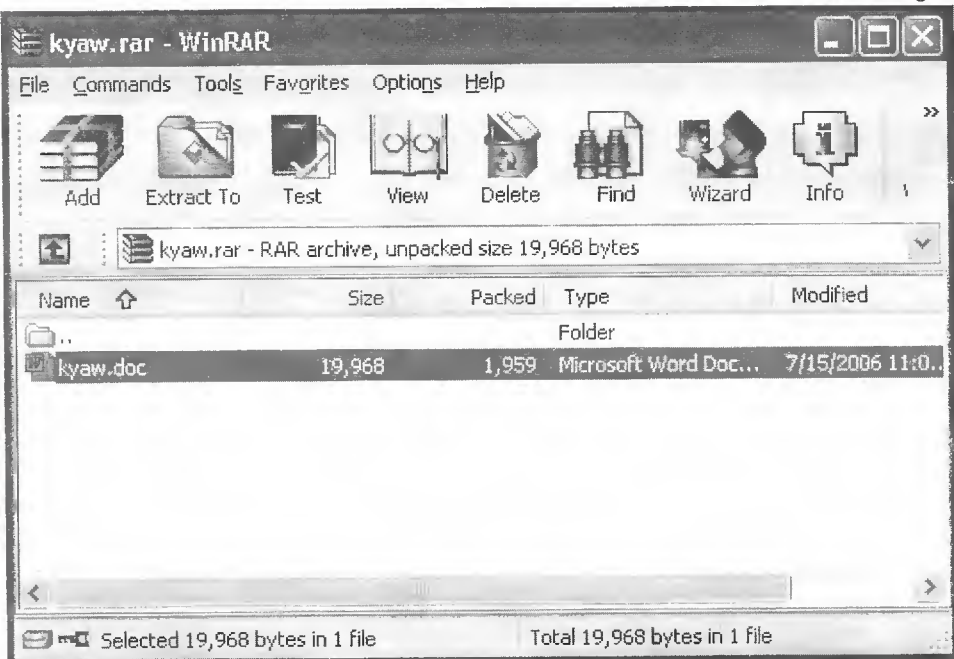 kyaw.rar - WinRAR
File Commands Tools Favorites Options Help
»
Add Extract To Test View Delete Find Wizard Info
kyaw.rar - RAR archive, unpacked size 19,968 bytes
Name Size Packed Type Modified
.. Folder
kyaw.doc 19,968 1,959 Microsoft Word Doc... 7/15/2006 11:0..
Selected 19,968 bytes in 1 file Total 19,968 bytes in 1 file